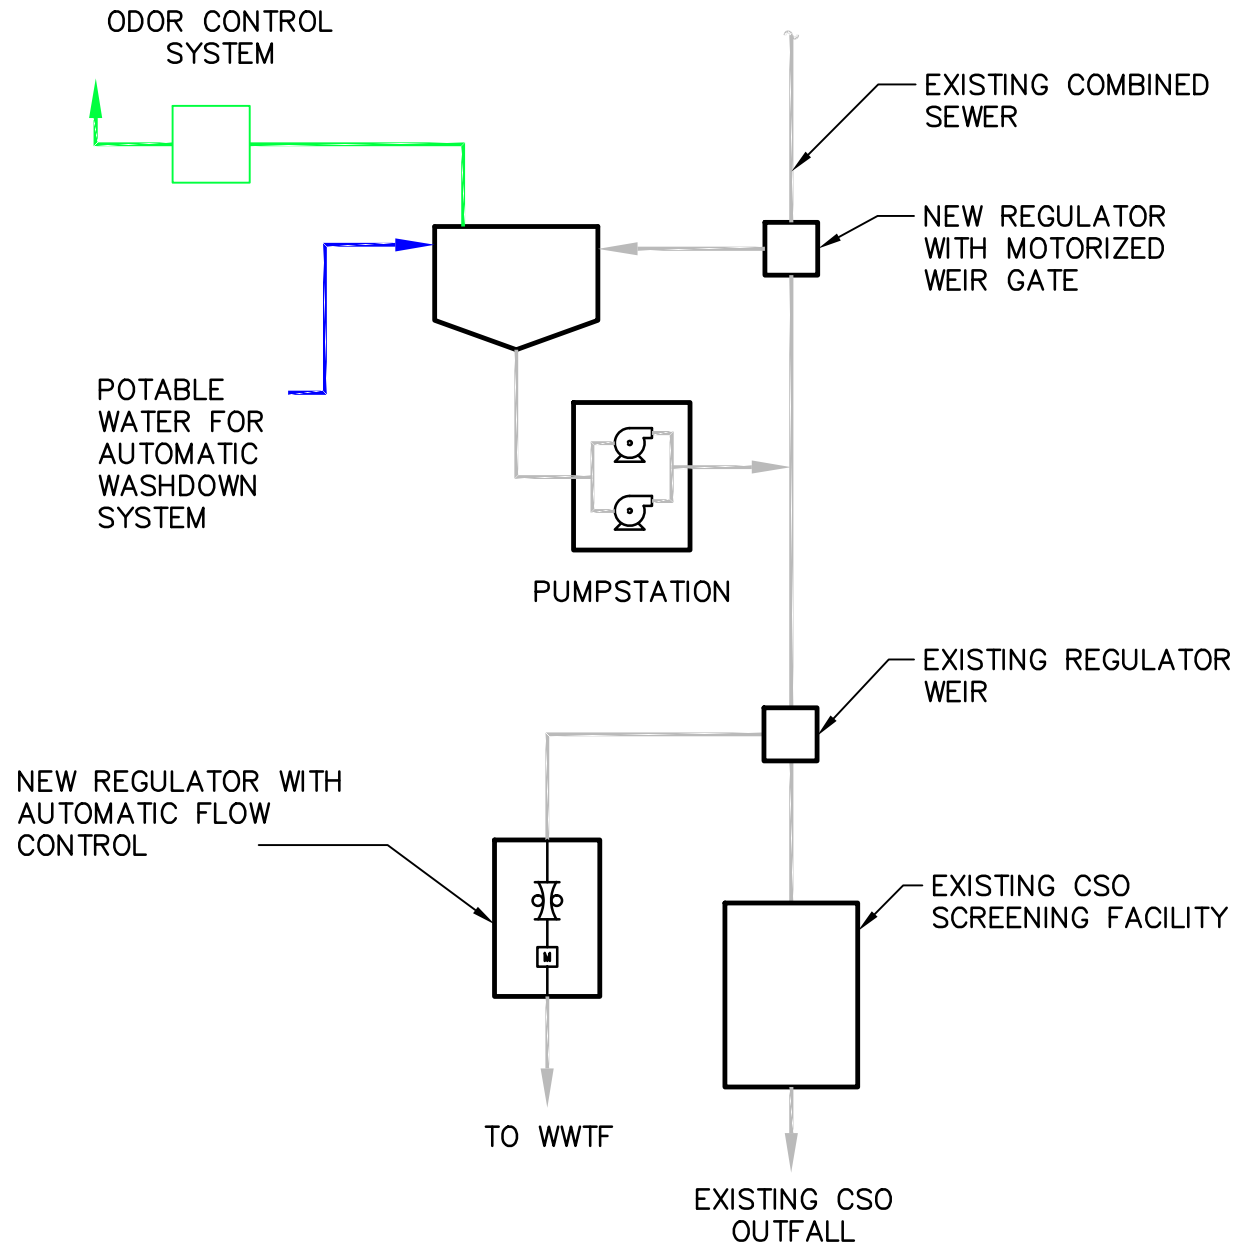 ODOR CONTROL
SYSTEM
EXISTING COMBINED
SEWER
NEW REGULATOR
WITH MOTORIZED
WEIR GATE
POTABLE
WATER FOR
AUTOMATIC
WASHDOWN
SYSTEM
PUMPSTATION
EXISTING REGULATOR
WEIR
NEW REGULATOR WITH
AUTOMATIC FLOW
CONTROL
EXISTING CSO
SCREENING FACILITY
M
TO WWTF
EXISTING CSO
OUTFALL